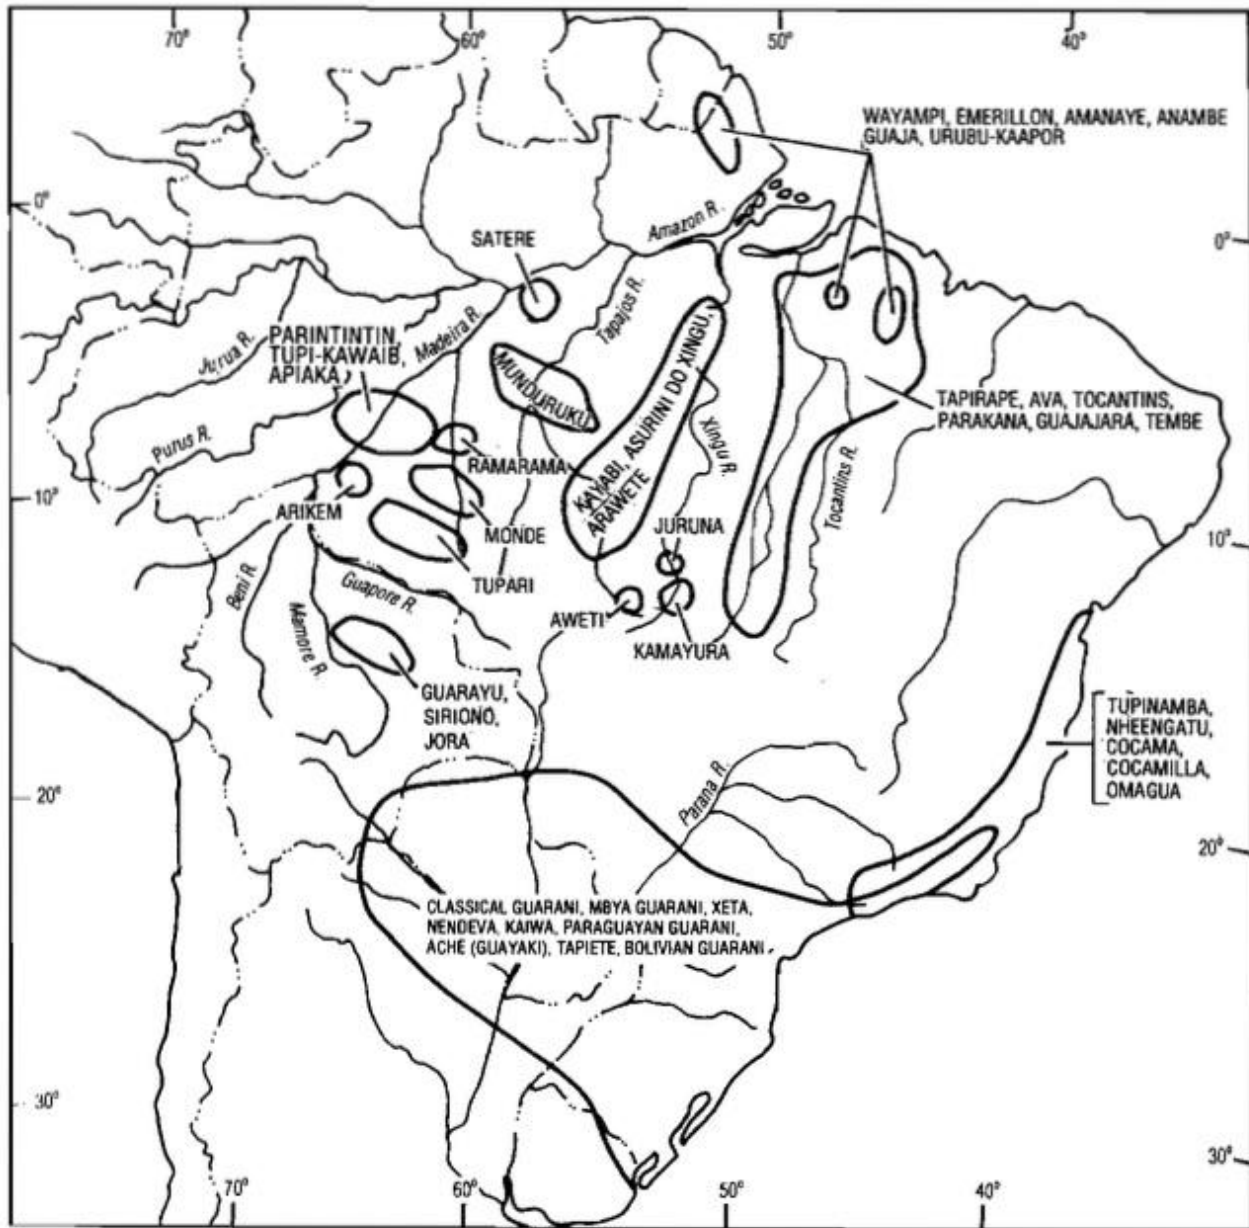 70°
60°
50°
40°
WAYAMPI, EMERILLON, AMANAYE, ANAMBE
GUAJA, URUBU-KAAPOR
0°
Amazon R.
SATERE
0°
Tapajos R.
PARINTINTIN,
TUPI-KAWAIB,
APIAKA
Jurua R.
Madeira R.
MUNDURUKU
KAYABI, ASURINI DO XINGU,
ARAWETE
TAPIRAPE, AVA, TOCANTINS,
PARAKANA, GUAJAJARA, TEMBE
Purus R.
Xingu R.
RAMARAMA
Tocantins R.
10°
ARIKEM
MONDE
JURUNA
10°
TUPARI
Beni R.
Guapore R.
Mamore R.
AWETI
KAMAYURA
GUARAYU,
SIRIONO,
JORA
TUPINAMBA,
NHEENGATU,
COCAMA,
COCAMILLA,
OMAGUA
Parana R.
20°
20°
CLASSICAL GUARANI, MBYA GUARANI, XETA,
NENDEVA, KAIWA, PARAGUAYAN GUARANI,
ACHE (GUAYAKI), TAPIETE, BOLIVIAN GUARANI
30°
30°
70°
60°
50°
40°